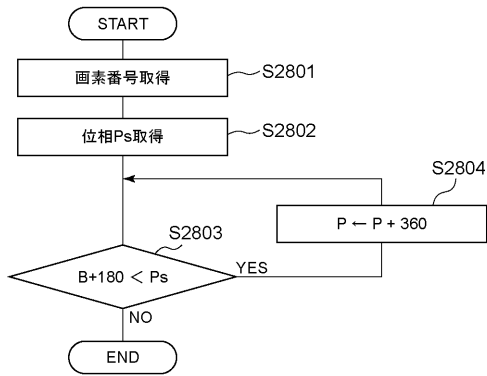 START
画素番号取得
S2801
位相Ps取得
S2802
S2804
P ← P + 360
S2803
B+180 < Ps
YES
NO
END